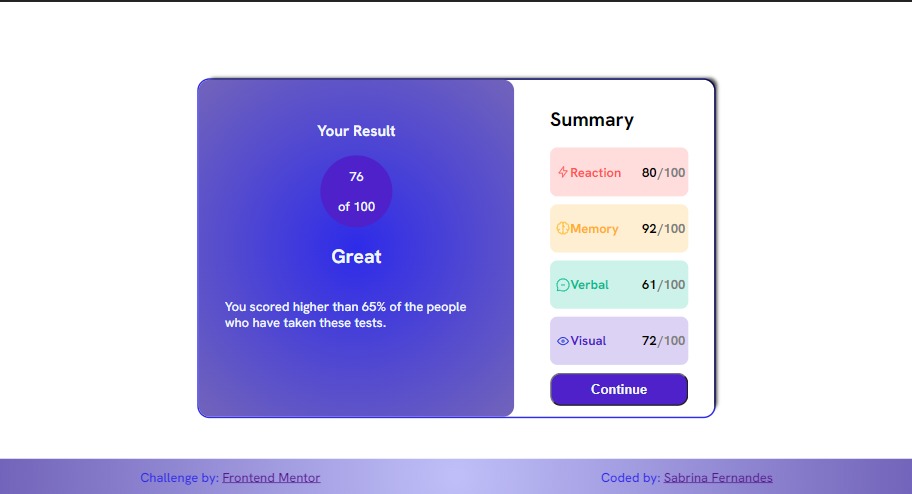 Your Result
76
of 100
Great
You scored higher than 65% of the people
who have taken these tests.
Summary
Reaction 80/100
Memory 92/100
Verbal 61/100
Visual 72/100
Continue
Challenge by: Frontend Mentor
Coded by: Sabrina Fernandes